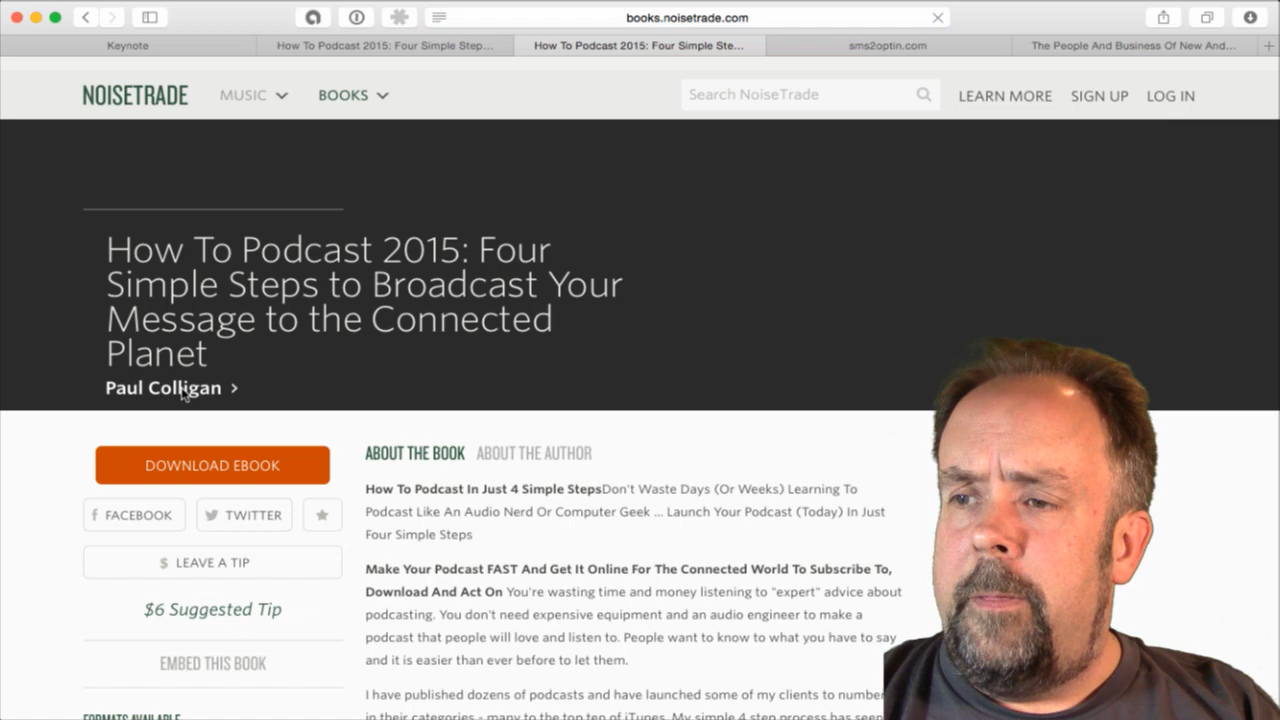 books.noisetrade.com
Keynote
How To Podcast 2015: Four Simple Step...
How To Podcast 2015: Four Simple Ste...
sms2optin.com
The People And Business Of New And...
NOISETRADE
MUSIC
BOOKS
Search NoiseTrade
LEARN MORE
SIGN UP
LOG IN
How To Podcast 2015: Four
Simple Steps to Broadcast Your
Message to the Connected
Planet
Paul Colligan >
DOWNLOAD EBOOK
f FACEBOOK
TWITTER
$ LEAVE A TIP
$6 Suggested Tip
EMBED THIS BOOK
FORMATS AVAILABLE
ABOUT THE BOOK
ABOUT THE AUTHOR
How To Podcast In Just 4 Simple StepsDon't Waste Days (Or Weeks) Learning To
Podcast Like An Audio Nerd Or Computer Geek ... Launch Your Podcast (Today) In Just
Four Simple Steps
Make Your Podcast FAST And Get It Online For The Connected World To Subscribe To,
Download And Act On You're wasting time and money listening to "expert" advice about
podcasting. You don't need expensive equipment and an audio engineer to make a
podcast that people will love and listen to. People want to know to what you have to say
and it is easier than ever before to let them.
I have published dozens of podcasts and have launched some of my clients to number
in their categories - many to the top ten of iTunes. My simple 4 step process has seen